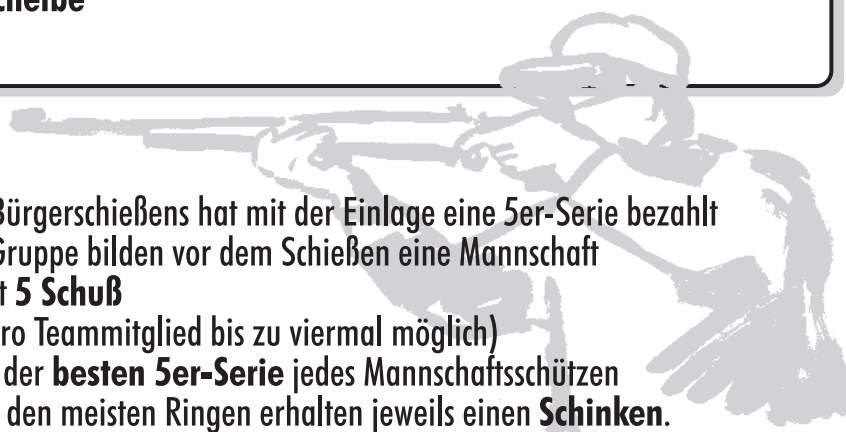 Bürgerschießens hat mit der Einlage eine 5er-Serie bezahlt
Gruppe bilden vor dem Schießen eine Mannschaft
t 5 Schuß
ro Teammitglied bis zu viermal möglich)
der besten 5er-Serie jedes Mannschaftsschützen
den meisten Ringen erhalten jeweils einen Schinken.